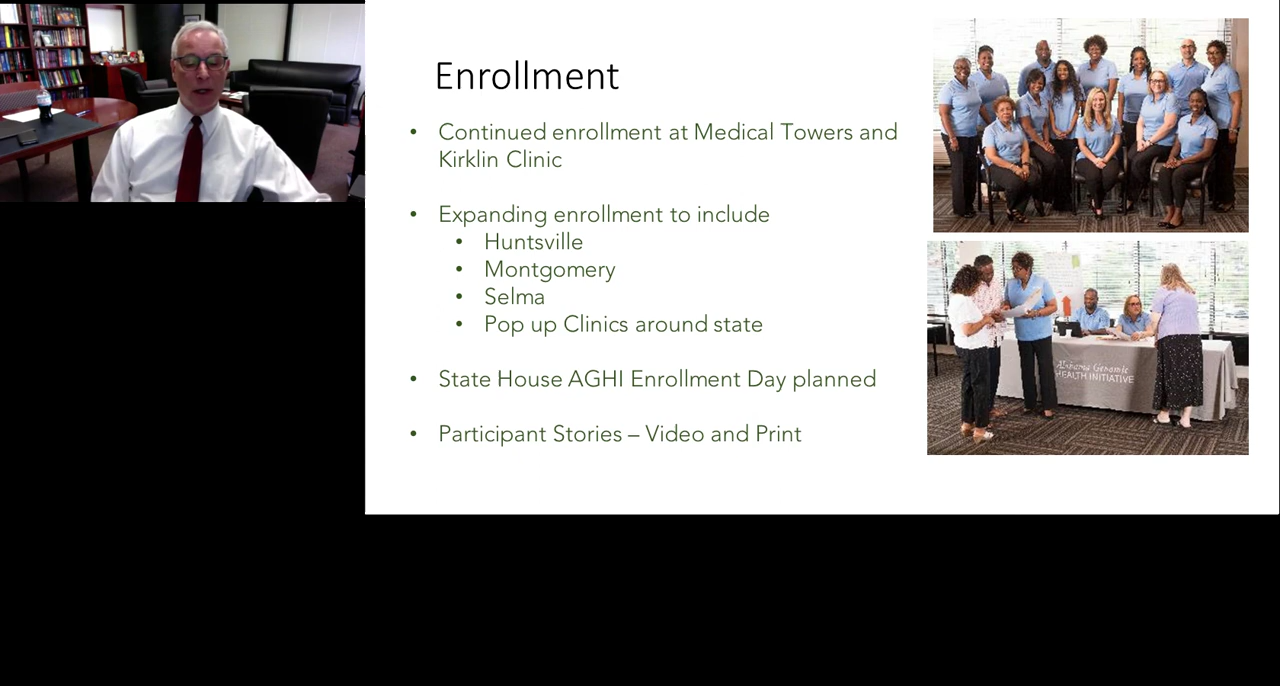 Enrollment
• Continued enrollment at Medical Towers and
Kirklin Clinic
• Expanding enrollment to include
• Huntsville
• Montgomery
• Selma
• Pop up Clinics around state
• State House AGHI Enrollment Day planned
• Participant Stories – Video and Print
Alabama Genomic
HEALTH INITIATIVE